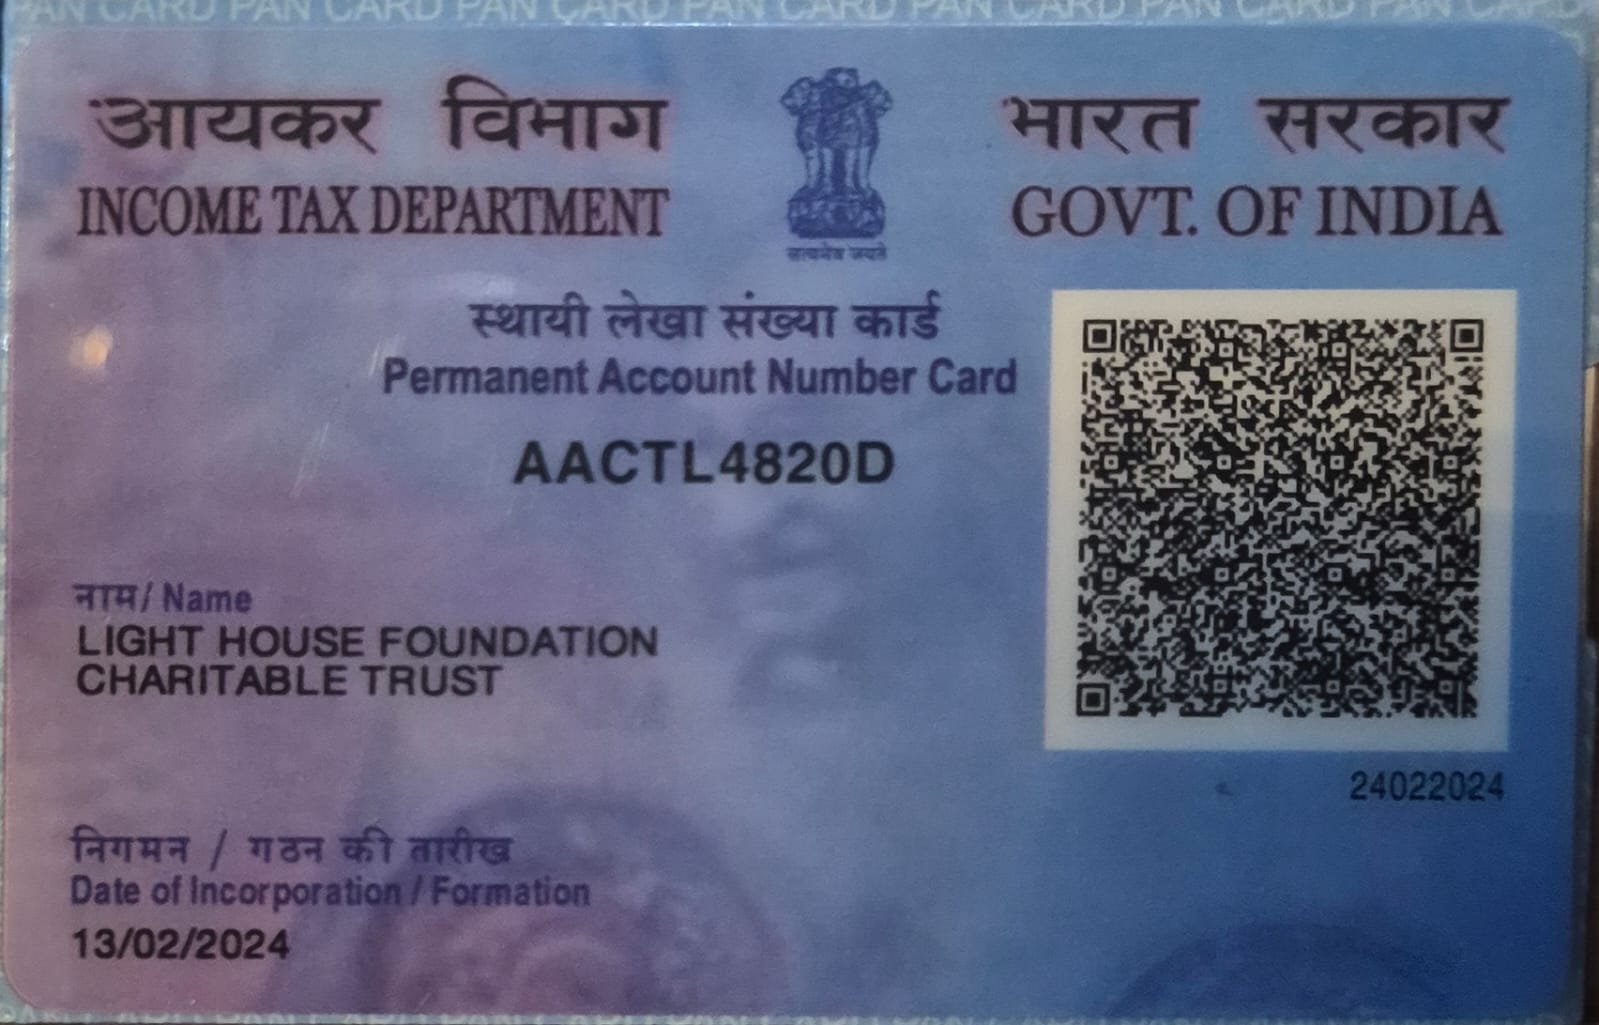 PAN CARD PAN CARD PAN CARD PAN CARD PAN CARD PAN CARD PAN CARD
आयकर विभाग
INCOME TAX DEPARTMENT
सत्यमेव जयते
भारत सरकार
GOVT. OF INDIA
स्थायी लेखा संख्या कार्ड
Permanent Account Number Card
AACTL4820D
नाम/ Name
LIGHT HOUSE FOUNDATION
CHARITABLE TRUST
24022024
निगमन / गठन की तारीख
Date of Incorporation / Formation
13/02/2024